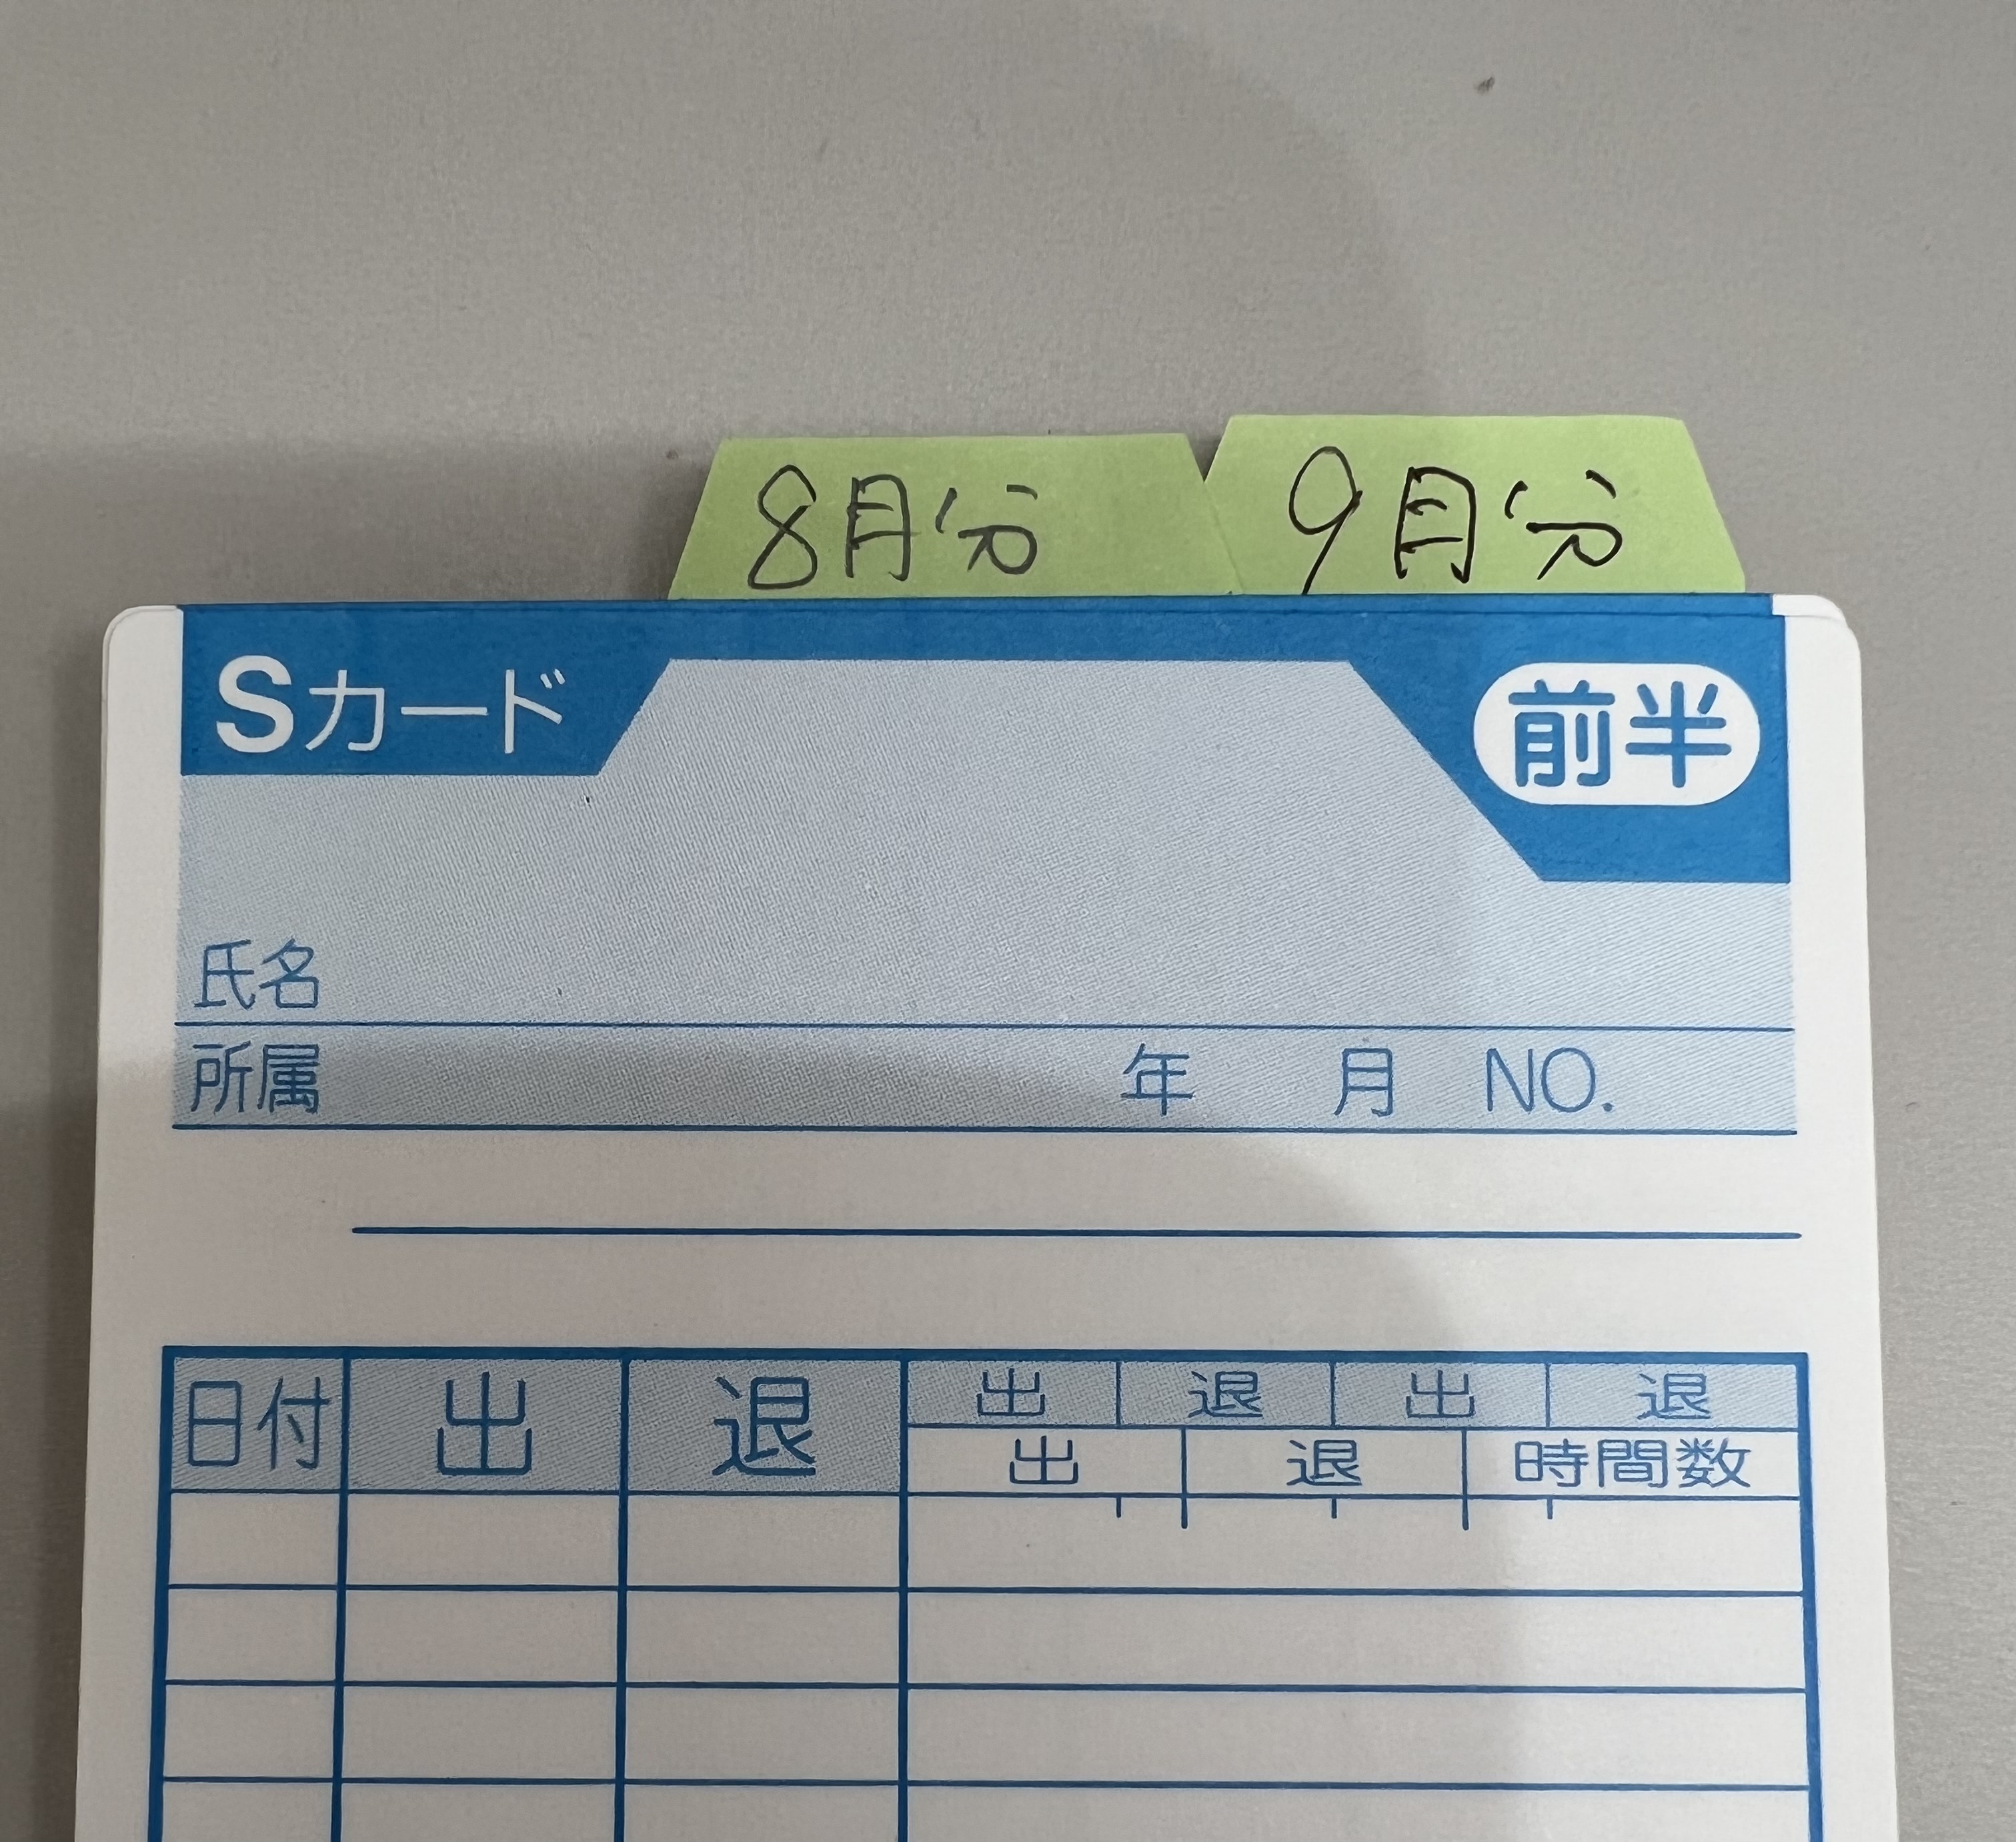 8月分 9月分
Sカード 前半
氏名
所属 年 月 NO.
日付 出 退 出 退 出 退
出 退 時間数